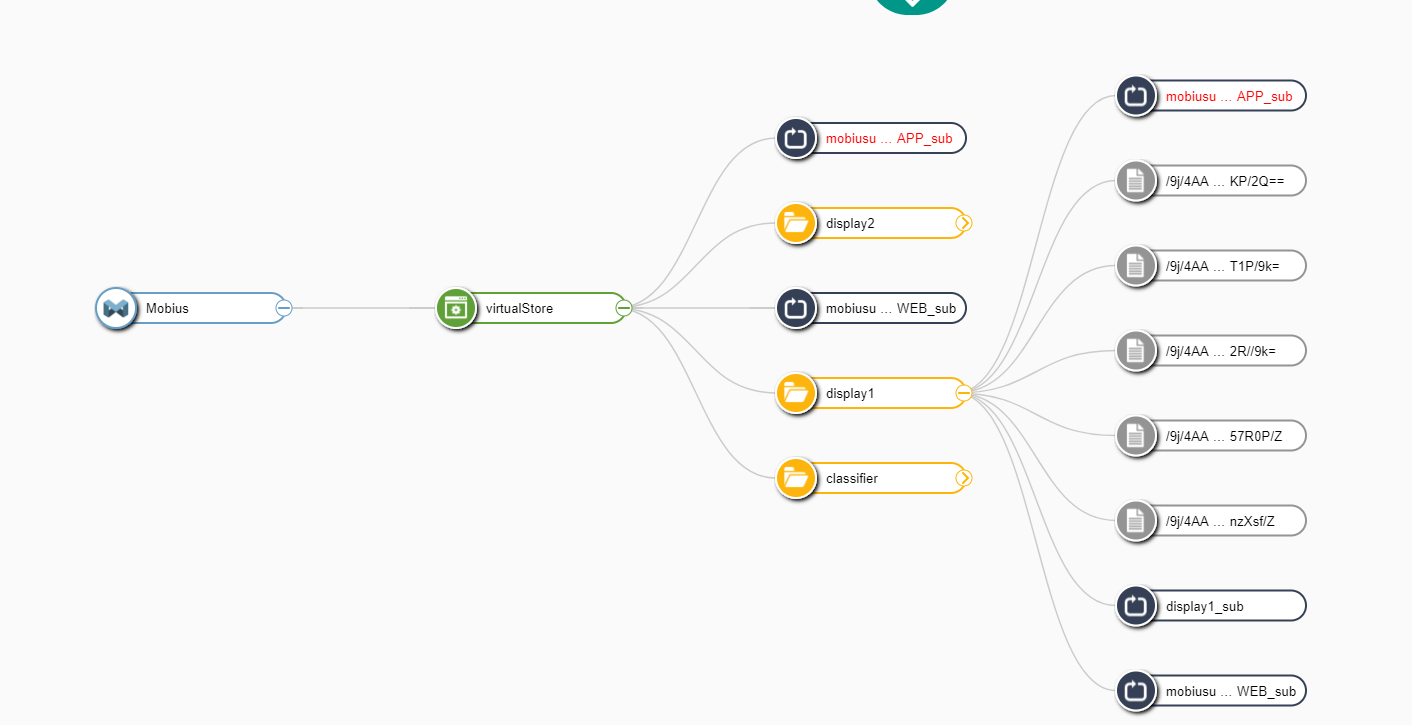 Mobius
virtualStore
mobiusu ... APP_sub
display2
mobiusu ... WEB_sub
display1
classifier
mobiusu ... APP_sub
/9j/4AA ... KP/2Q==
/9j/4AA ... T1P/9k=
/9j/4AA ... 2R//9k=
/9j/4AA ... 57R0P/Z
/9j/4AA ... nzXsf/Z
display1_sub
mobiusu ... WEB_sub